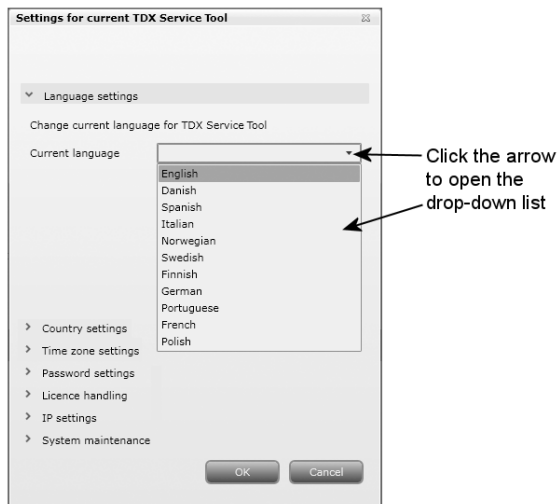 Settings for current TDX Service Tool
Language settings
Change current language for TDX Service Tool
Current language
English
Danish
Spanish
Italian
Norwegian
Swedish
Finnish
German
Portuguese
French
Polish
Country settings
Time zone settings
Password settings
Licence handling
IP settings
System maintenance
OK Cancel
Click the arrow
to open the
drop-down list